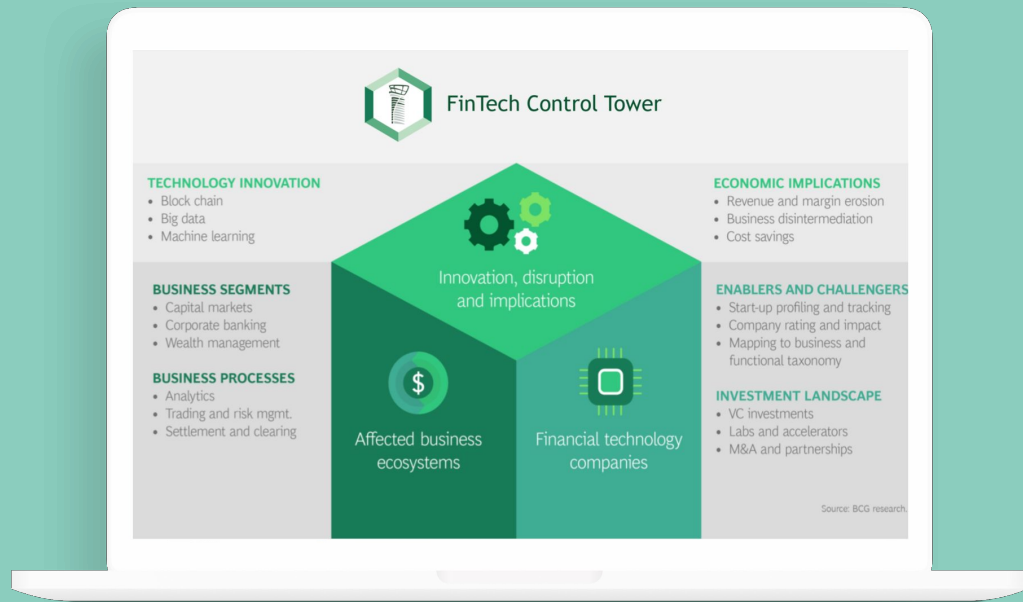 FinTech Control Tower
TECHNOLOGY INNOVATION
• Block chain
• Big data
• Machine learning
ECONOMIC IMPLICATIONS
• Revenue and margin erosion
• Business disintermediation
• Cost savings
Innovation, disruption
and implications
BUSINESS SEGMENTS
• Capital markets
• Corporate banking
• Wealth management
BUSINESS PROCESSES
• Analytics
• Trading and risk mgmt.
• Settlement and clearing
$
Affected business
ecosystems
Financial technology
companies
ENABLERS AND CHALLENGERS
• Start-up profiling and tracking
• Company rating and impact
• Mapping to business and
functional taxonomy
INVESTMENT LANDSCAPE
• VC investments
• Labs and accelerators
• M&A and partnerships
Source: BCG research.